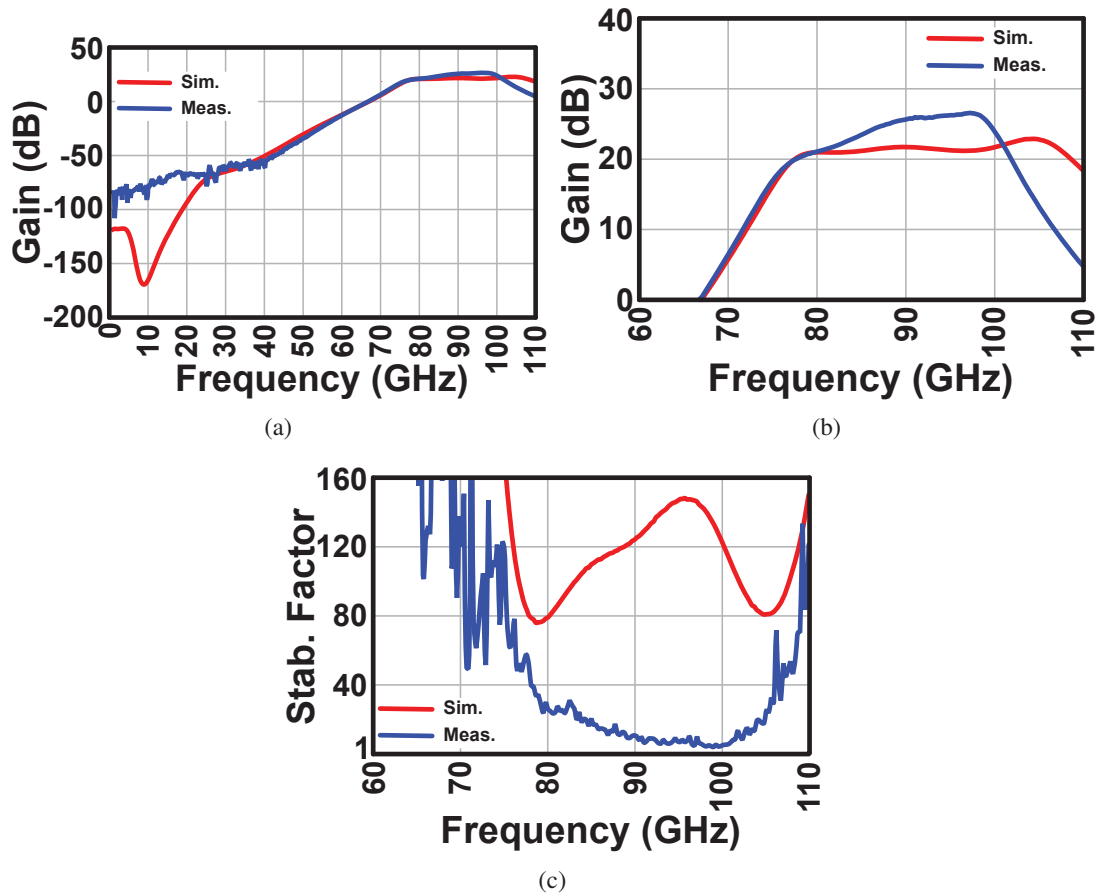 50
0
-50
-100
-150
-200
Gain (dB)
Sim.
Meas.
0 10 20 30 40 50 60 70 80 90 100 110
Frequency (GHz)
(a)
40
30
20
10
0
Gain (dB)
Sim.
Meas.
60 70 80 90 100 110
Frequency (GHz)
(b)
160
120
80
40
1
Stab. Factor
Sim.
Meas.
60 70 80 90 100 110
Frequency (GHz)
(c)